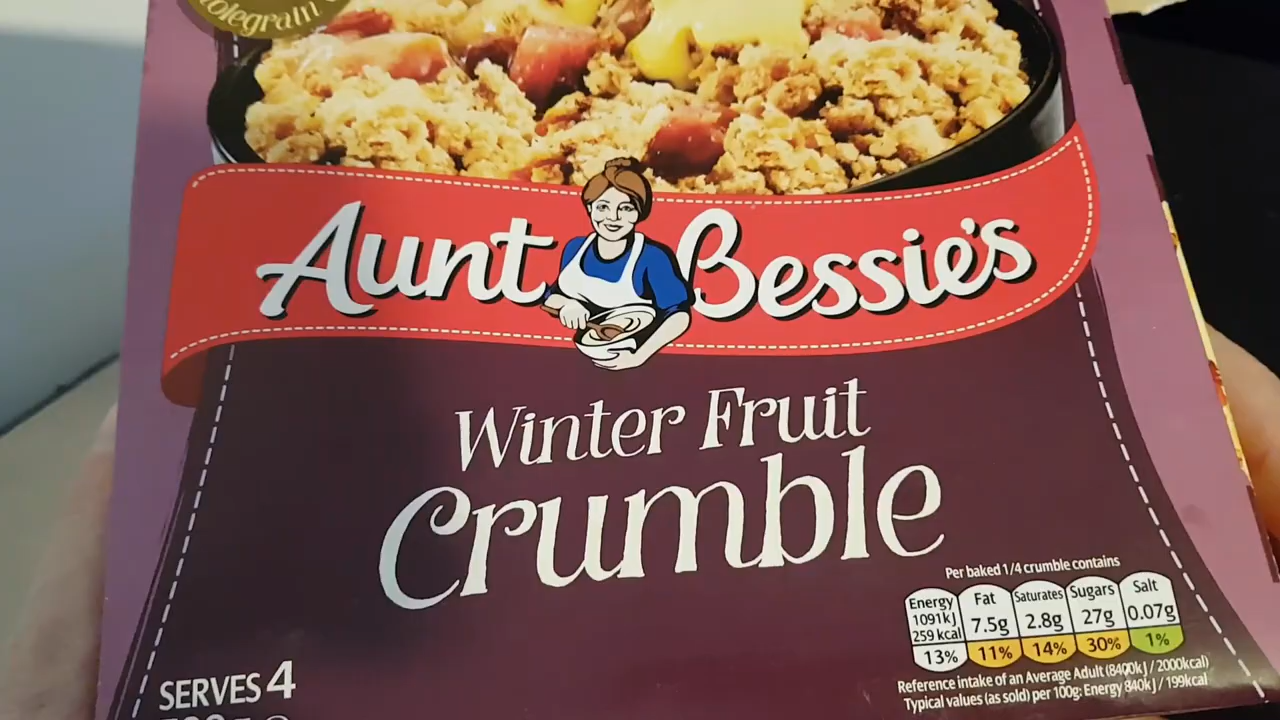 Aunt Bessie's
Winter Fruit
Crumble
Per baked 1/4 crumble contains
Energy 1091kJ 259 kcal 13%
Fat 7.5g 11%
Saturates 2.8g 14%
Sugars 27g 30%
Salt 0.07g 1%
Reference intake of an Average Adult (8400kJ / 2000kcal)
Typical values (as sold) per 100g: Energy 840kJ / 199kcal
SERVES 4